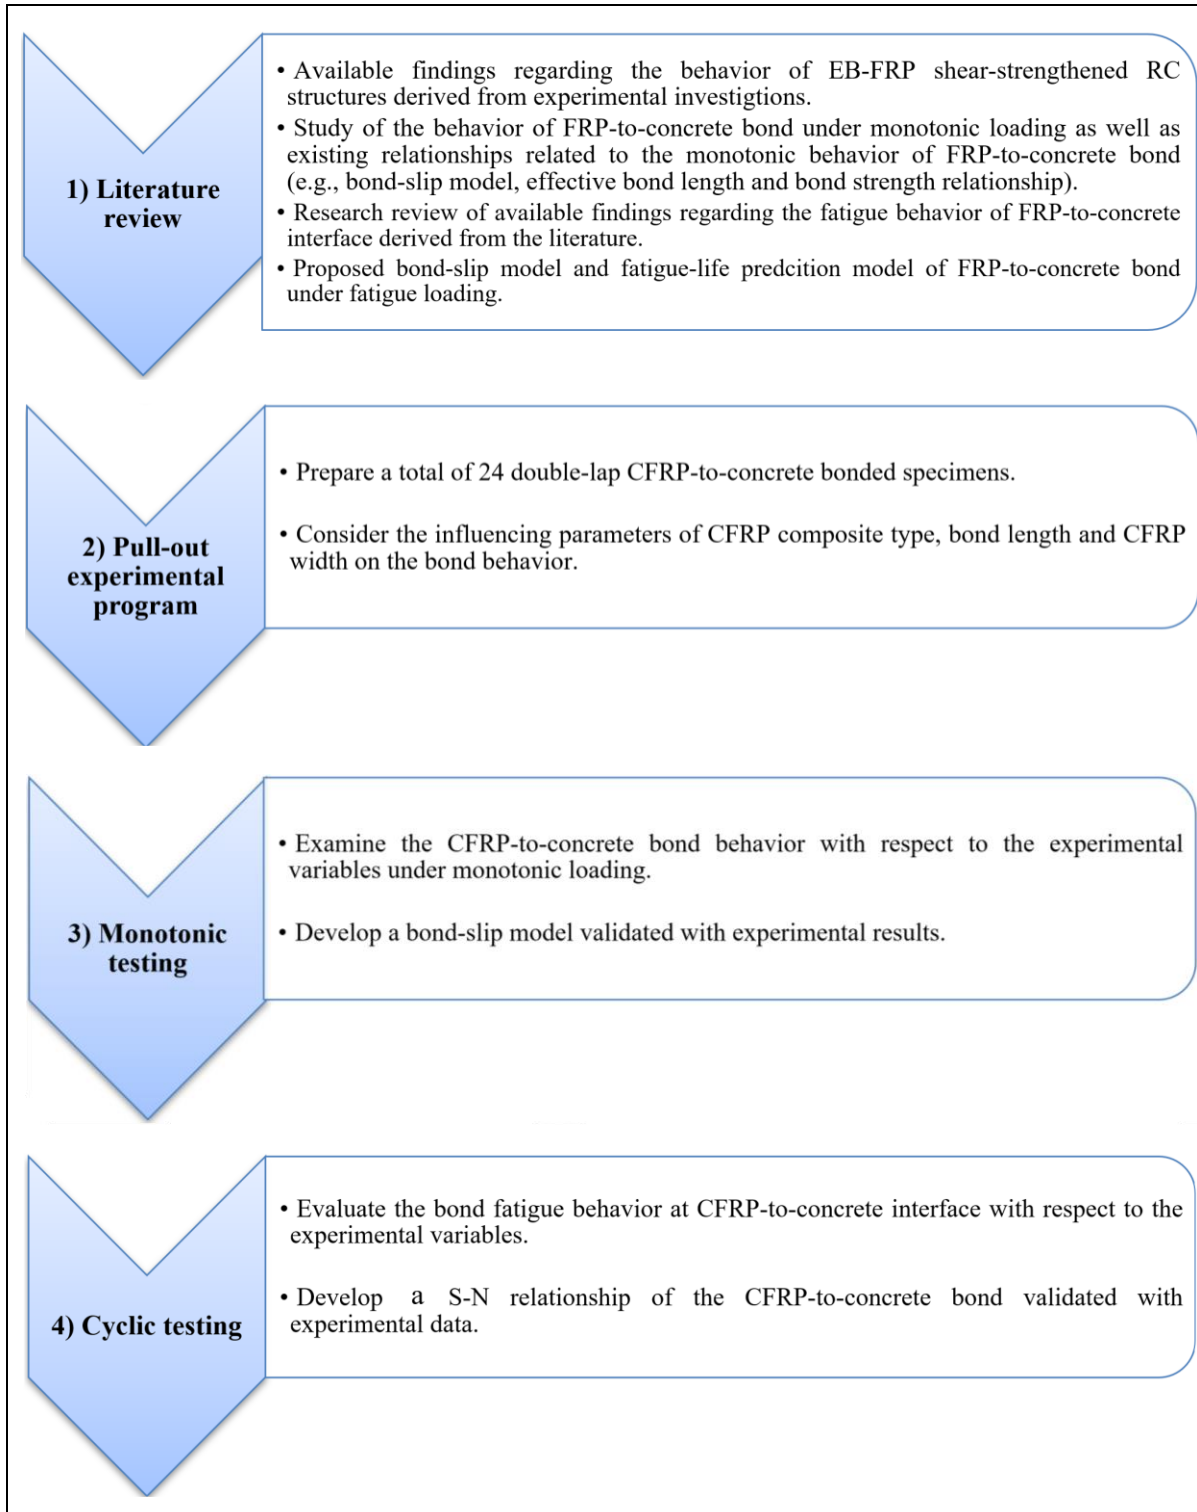 • Available findings regarding the behavior of EB-FRP shear-strengthened RC
structures derived from experimental investigtions.
• Study of the behavior of FRP-to-concrete bond under monotonic loading as well as
existing relationships related to the monotonic behavior of FRP-to-concrete bond
(e.g., bond-slip model, effective bond length and bond strength relationship).
• Research review of available findings regarding the fatigue behavior of FRP-to-concrete
interface derived from the literature.
• Proposed bond-slip model and fatigue-life predcition model of FRP-to-concrete bond
under fatigue loading.
1) Literature
review
• Prepare a total of 24 double-lap CFRP-to-concrete bonded specimens.
• Consider the influencing parameters of CFRP composite type, bond length and CFRP
width on the bond behavior.
2) Pull-out
experimental
program
• Examine the CFRP-to-concrete bond behavior with respect to the experimental
variables under monotonic loading.
• Develop a bond-slip model validated with experimental results.
3) Monotonic
testing
• Evaluate the bond fatigue behavior at CFRP-to-concrete interface with respect to the
experimental variables.
• Develop a S-N relationship of the CFRP-to-concrete bond validated with
experimental data.
4) Cyclic testing